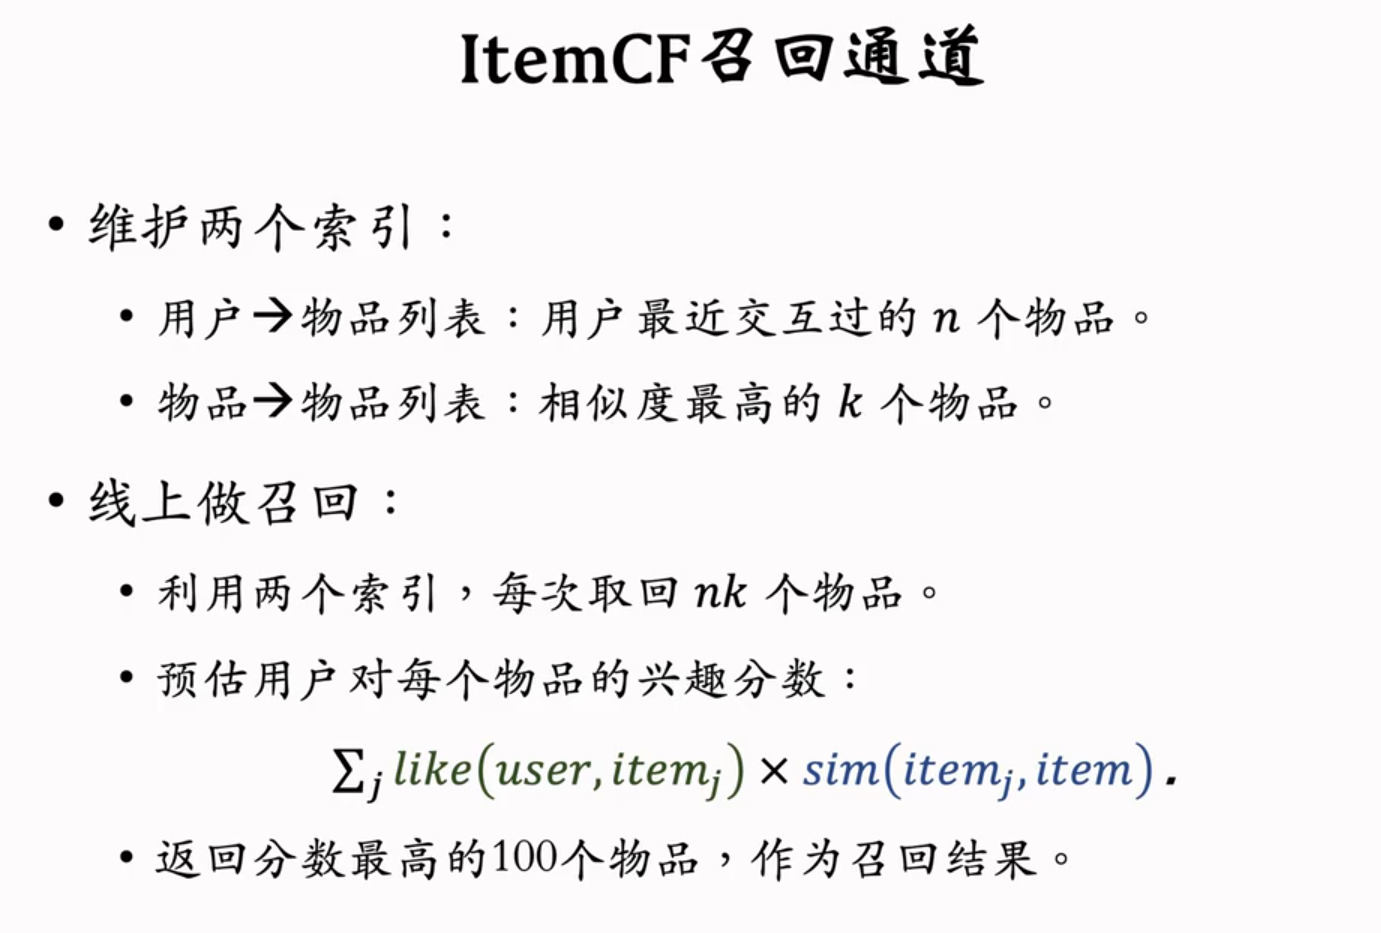 ItemCF召回通道
• 维护两个索引：
• 用户→物品列表：用户最近交互过的 n 个物品。
• 物品→物品列表：相似度最高的 k 个物品。
• 线上做召回：
• 利用两个索引，每次取回 nk 个物品。
• 预估用户对每个物品的兴趣分数：
∑ⱼ like(user, itemⱼ) × sim(itemⱼ, item).
• 返回分数最高的100个物品，作为召回结果。